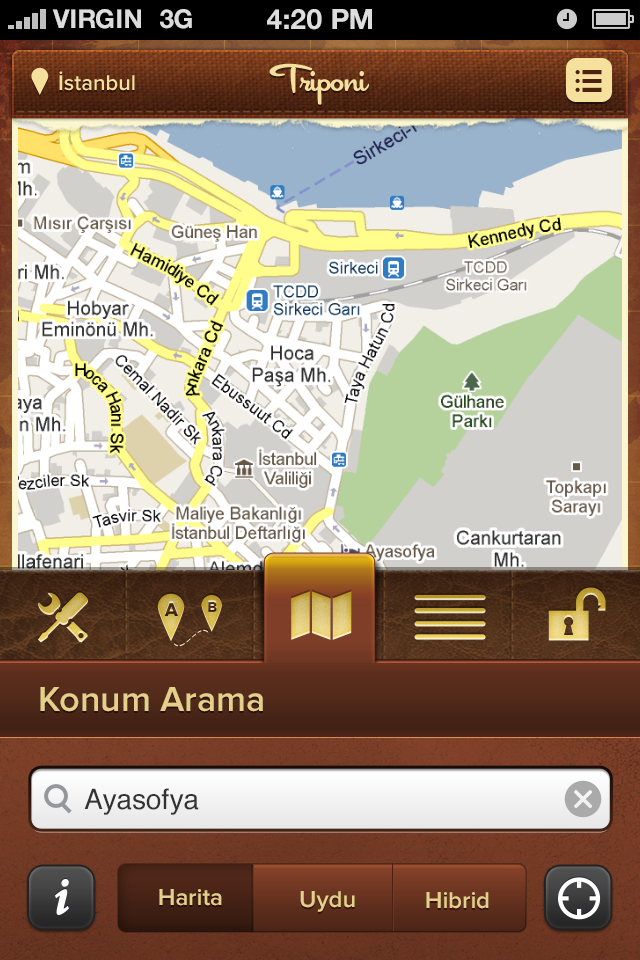 VIRGIN 3G 4:20 PM
İstanbul
Triponi
Sirkeci-
m
Mh.
Mısır Çarşısı
Güneş Han
Kennedy Cd
Hamidiye Cd
Sirkeci
TCDD
Sirkeci Garı
ri Mh.
TCDD
Sirkeci Garı
Hobyar
Eminönü Mh.
Ankara Cd
Taya Hatun Cd
Hoca
Paşa Mh.
Hoca Hanı Sk
Cemal Nadir Sk
Ebussuut Cd
Gülhane
Parkı
aya
n Mh.
Ankara Cd
İstanbul
Valiliği
ezciler Sk
Topkapı
Sarayı
Tasvir Sk
Maliye Bakanlığı
İstanbul Deftarlığı
Cankurtaran
Mh.
Ayasofya
llafenari
Alemd
A B
Konum Arama
Ayasofya
i
Harita
Uydu
Hibrid